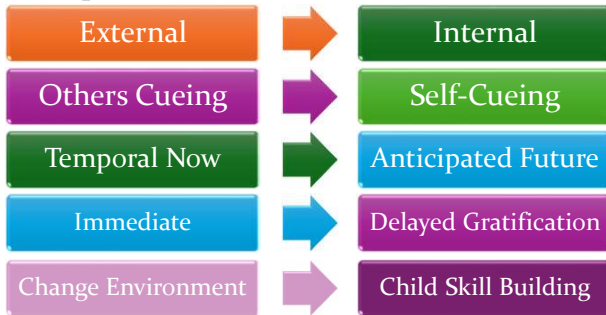 External
Internal
Others Cueing
Self-Cueing
Temporal Now
Anticipated Future
Immediate
Delayed Gratification
Change Environment
Child Skill Building